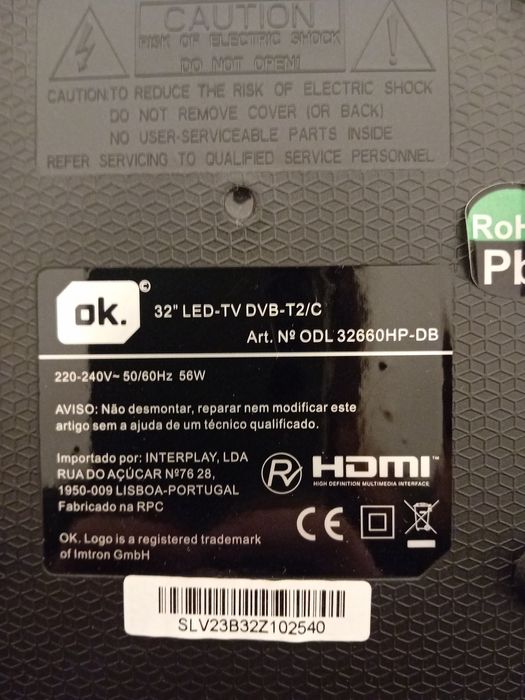 CAUTION
RISK OF ELECTRIC SHOCK
DO NOT OPEN!
CAUTION:TO REDUCE THE RISK OF ELECTRIC SHOCK
DO NOT REMOVE COVER (OR BACK)
NO USER-SERVICEABLE PARTS INSIDE
REFER SERVICING TO QUALIFIED SERVICE PERSONNEL
RoH
Pb
ok.
32" LED-TV DVB-T2/C
Art. Nº ODL 32660HP-DB
220-240V~ 50/60Hz 56W
AVISO: Não desmontar, reparar nem modificar este
artigo sem a ajuda de um técnico qualificado.
Importado por: INTERPLAY, LDA
RUA DO AÇÚCAR Nº76 28,
1950-009 LISBOA-PORTUGAL
Fabricado na RPC
HDMI™
HIGH DEFINITION MULTIMEDIA INTERFACE
CE
OK. Logo is a registered trademark
of Imtron GmbH
SLV23B32Z102540